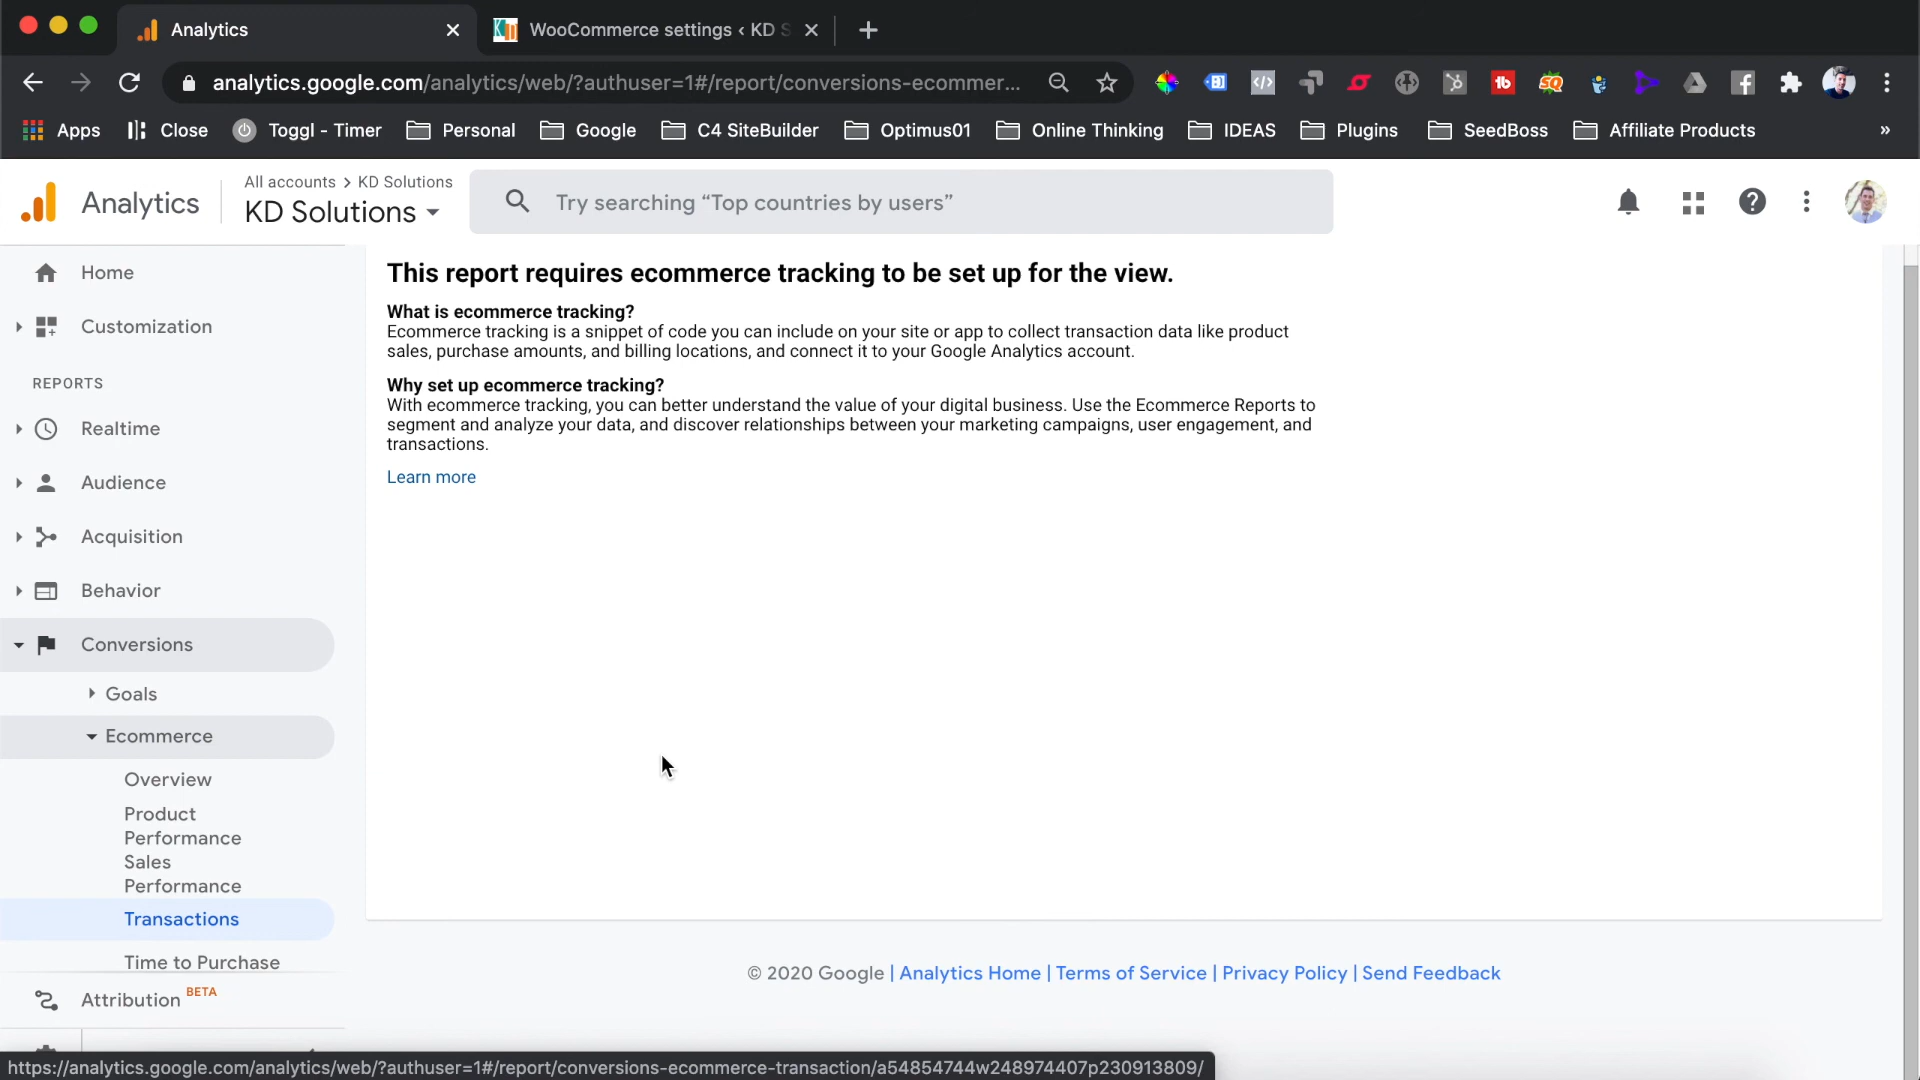 Analytics
WooCommerce settings ‹ KD S
analytics.google.com/analytics/web/?authuser=1#/report/conversions-ecommer...
Apps
Close
Toggl - Timer
Personal
Google
C4 SiteBuilder
Optimus01
Online Thinking
IDEAS
Plugins
SeedBoss
Affiliate Products
»
Analytics
All accounts > KD Solutions
KD Solutions
Try searching “Top countries by users”
Home
Customization
REPORTS
Realtime
Audience
Acquisition
Behavior
Conversions
Goals
Ecommerce
Overview
Product
Performance
Sales
Performance
Transactions
Time to Purchase
Attribution BETA
This report requires ecommerce tracking to be set up for the view.
What is ecommerce tracking?
Ecommerce tracking is a snippet of code you can include on your site or app to collect transaction data like product
sales, purchase amounts, and billing locations, and connect it to your Google Analytics account.
Why set up ecommerce tracking?
With ecommerce tracking, you can better understand the value of your digital business. Use the Ecommerce Reports to
segment and analyze your data, and discover relationships between your marketing campaigns, user engagement, and
transactions.
Learn more
© 2020 Google | Analytics Home | Terms of Service | Privacy Policy | Send Feedback
https://analytics.google.com/analytics/web/?authuser=1#/report/conversions-ecommerce-transaction/a54854744w248974407p230913809/